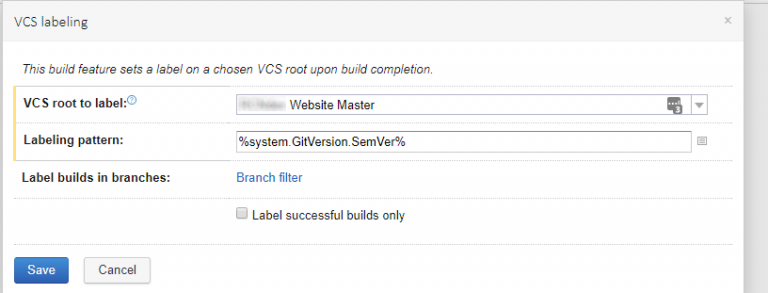 VCS labeling ×
This build feature sets a label on a chosen VCS root upon build completion.
VCS root to label: ? Website Master 3
Labeling pattern: %system.GitVersion.SemVer%
Label builds in branches: Branch filter
Label successful builds only
Save Cancel